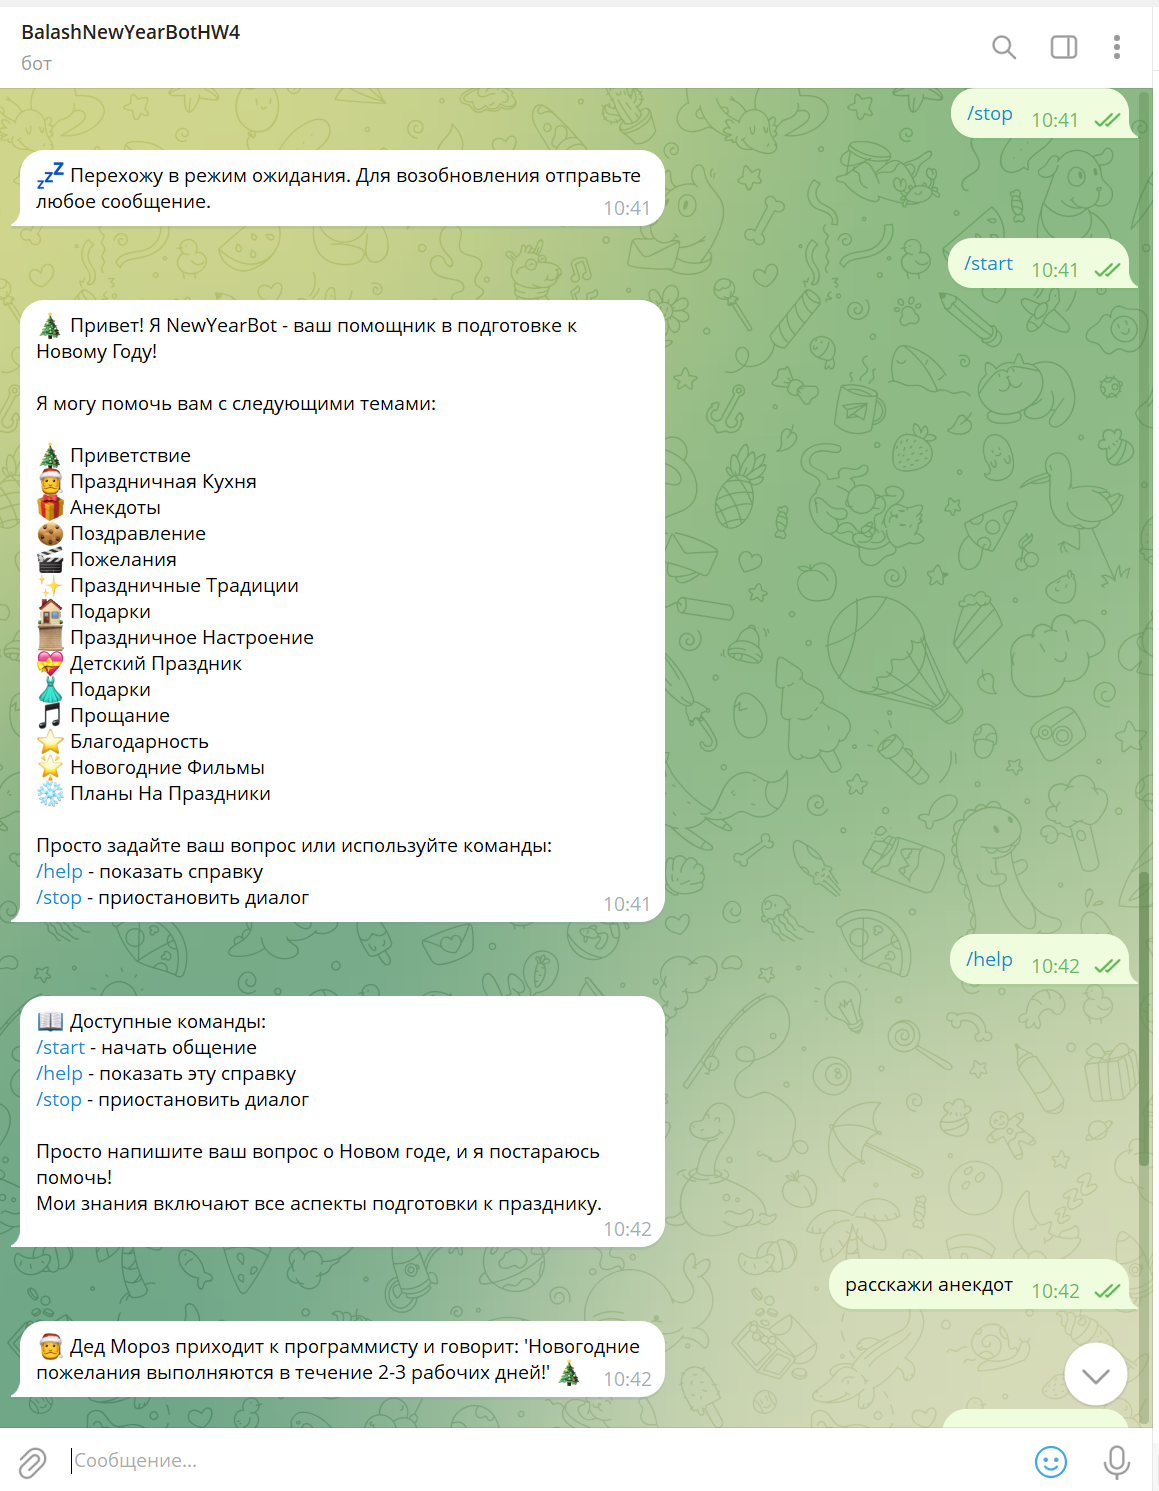 BalashNewYearBotHW4
бот
/stop 10:41
💤 Перехожу в режим ожидания. Для возобновления отправьте
любое сообщение.
10:41
/start 10:41
🎄 Привет! Я NewYearBot - ваш помощник в подготовке к
Новому Году!
Я могу помочь вам с следующими темами:
🎄 Приветствие
🎅 Праздничная Кухня
🎁 Анекдоты
🍪 Поздравление
🎬 Пожелания
✨ Праздничные Традиции
🏠 Подарки
📜 Праздничное Настроение
💝 Детский Праздник
👗 Подарки
🎵 Прощание
⭐ Благодарность
🌟 Новогодние Фильмы
❄️ Планы На Праздники
Просто задайте ваш вопрос или используйте команды:
/help - показать справку
/stop - приостановить диалог
10:41
/help 10:42
📖 Доступные команды:
/start - начать общение
/help - показать эту справку
/stop - приостановить диалог
Просто напишите ваш вопрос о Новом годе, и я постараюсь
помочь!
Мои знания включают все аспекты подготовки к празднику.
10:42
расскажи анекдот 10:42
🎅 Дед Мороз приходит к программисту и говорит: 'Новогодние
пожелания выполняются в течение 2-3 рабочих дней!' 🎄 10:42
Сообщение...